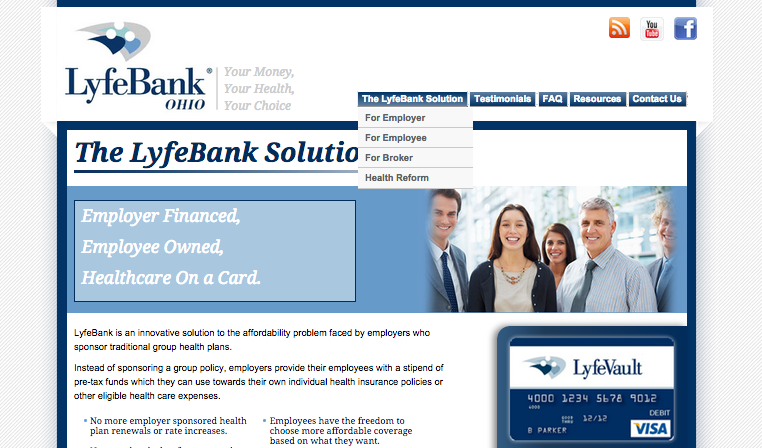 LyfeBank®
OHIO
Your Money,
Your Health,
Your Choice
You
Tube
f
The LyfeBank Solution
Testimonials
FAQ
Resources
Contact Us
For Employer
For Employee
For Broker
Health Reform
The LyfeBank Solutio
Employer Financed,
Employee Owned,
Healthcare On a Card.
LyfeBank is an innovative solution to the affordability problem faced by employers who
sponsor traditional group health plans.
Instead of sponsoring a group policy, employers provide their employees with a stipend of
pre-tax funds which they can use towards their own individual health insurance policies or
other eligible health care expenses.
No more employer sponsored health
plan renewals or rate increases.
Employees have the freedom to
choose more affordable coverage
based on what they want.
LyfeVault
4000 1234 5678 9012
4000
GOOD
THRU
12/12
DEBIT
B PARKER
VISA